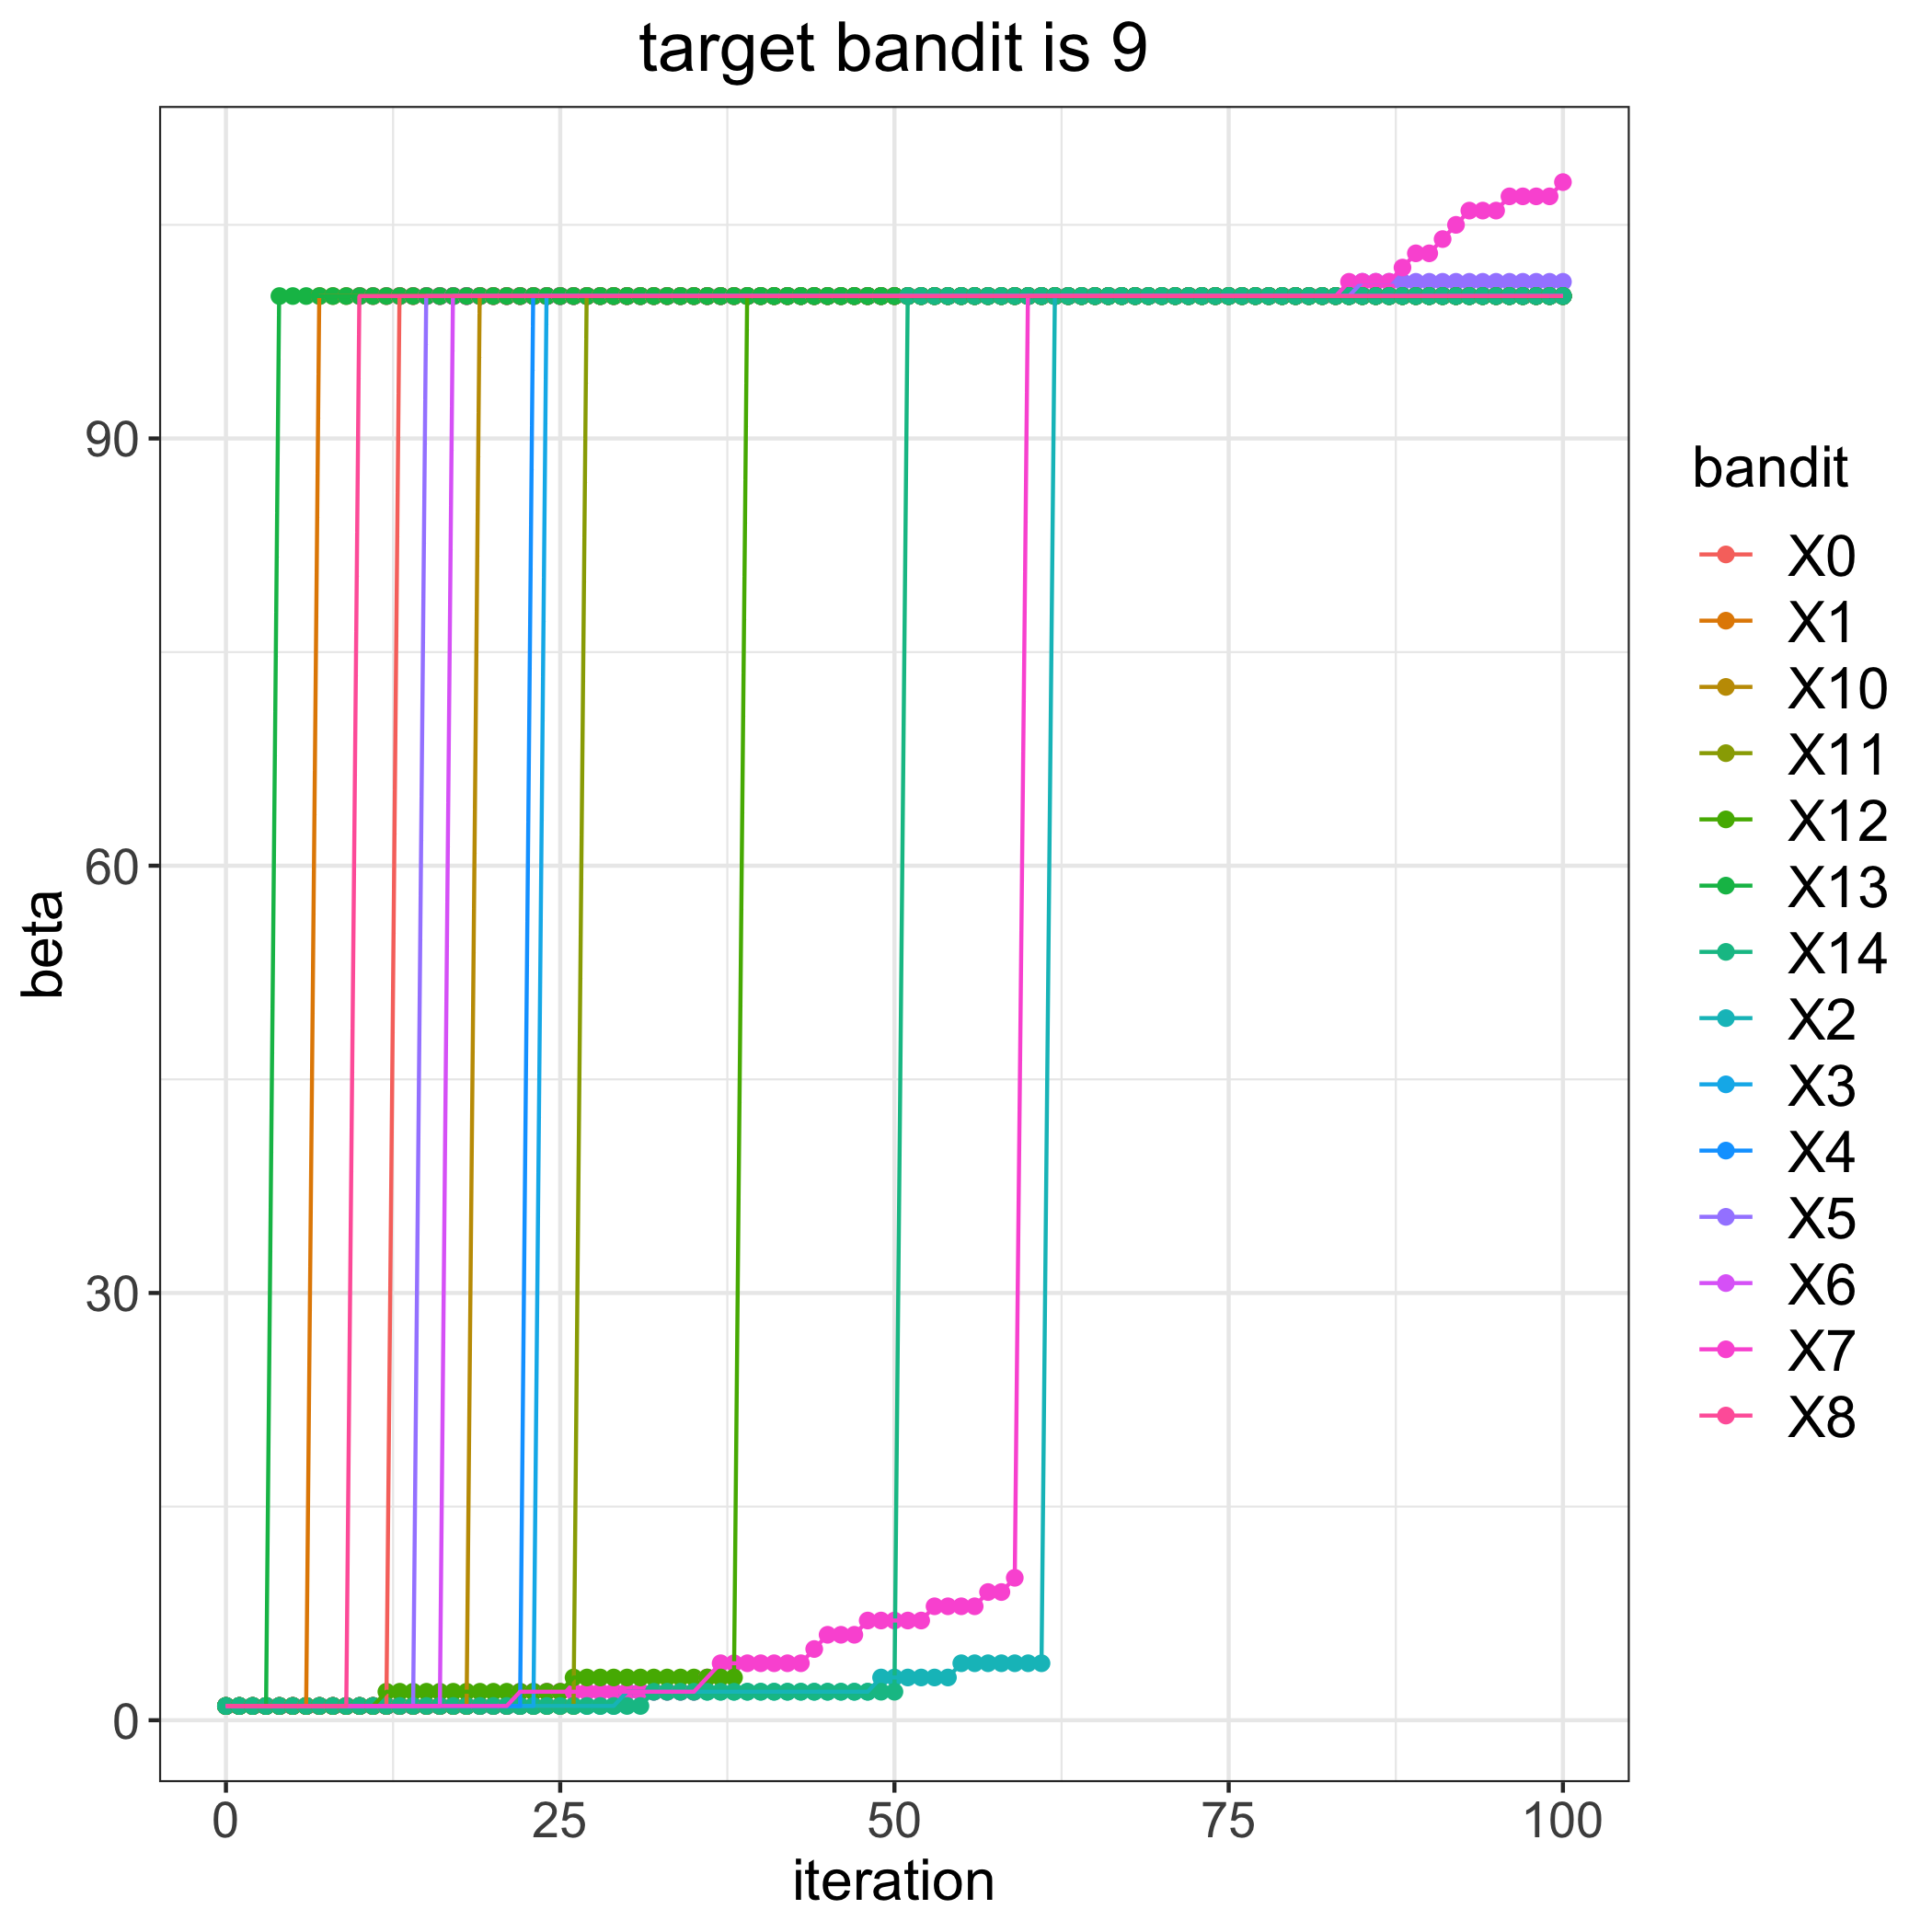 target bandit is 9
beta
90
60
30
0
0 25 50 75 100
iteration
bandit
X0
X1
X10
X11
X12
X13
X14
X2
X3
X4
X5
X6
X7
X8